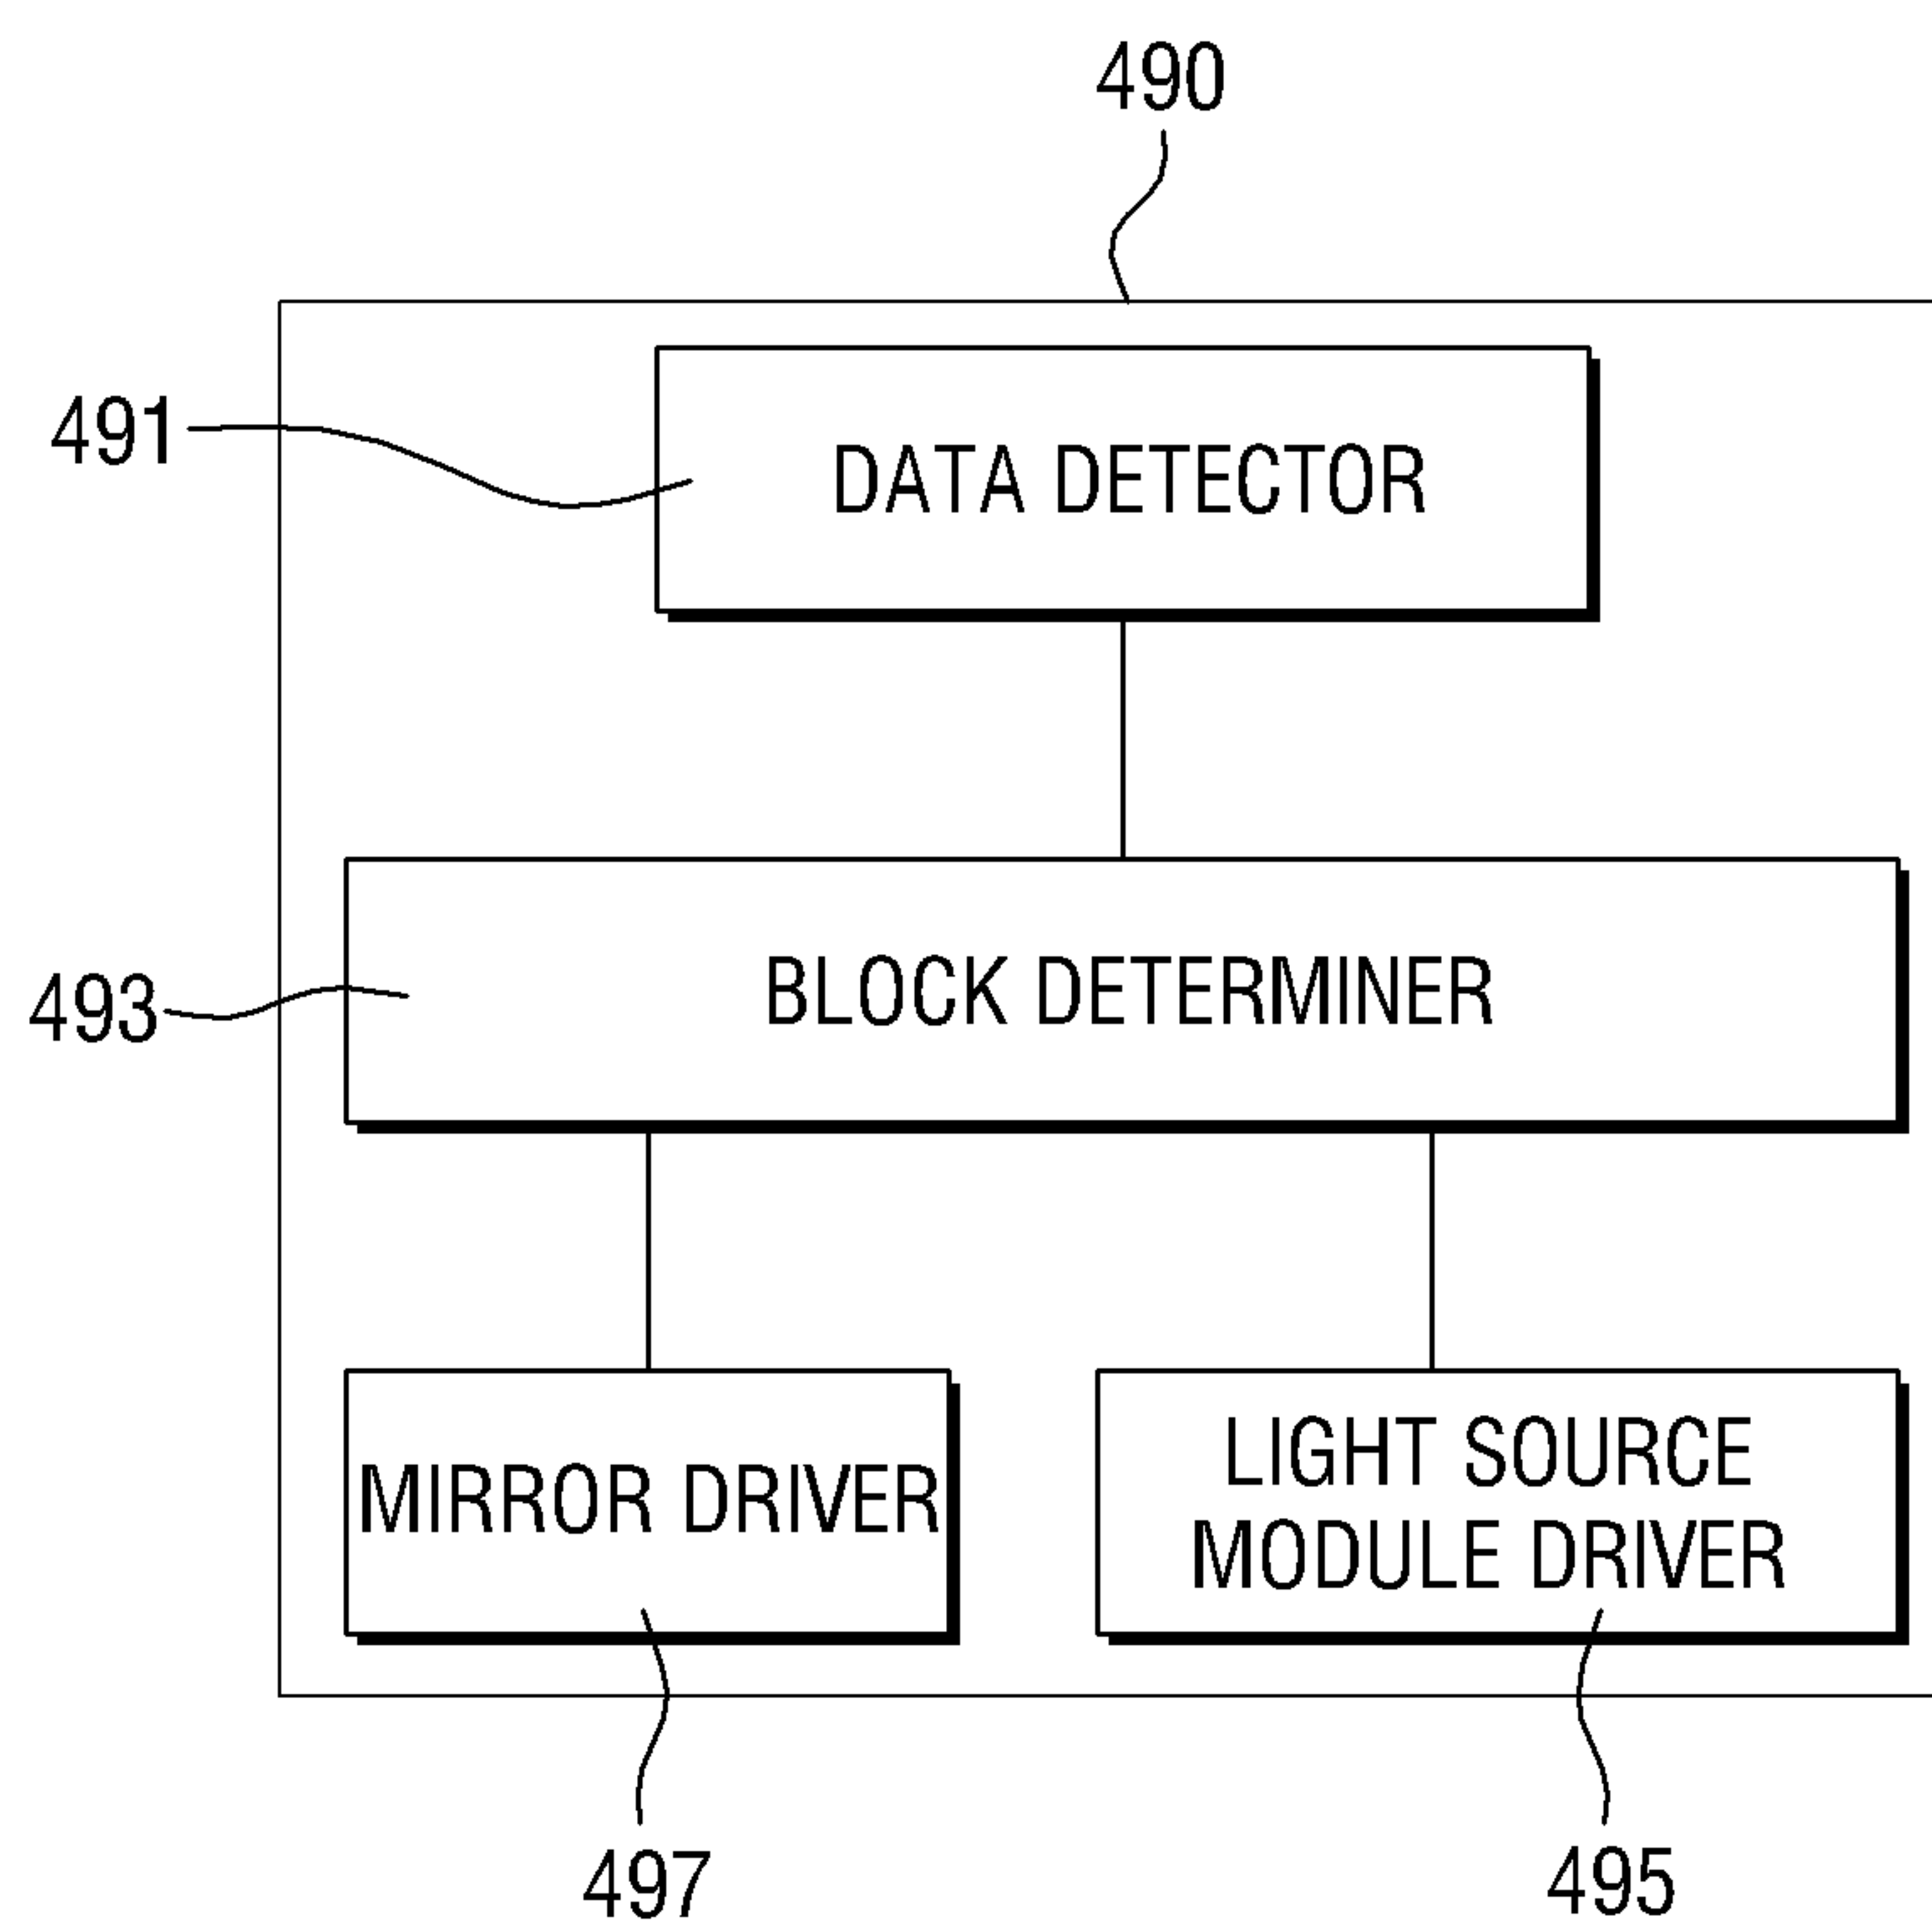 490
491
DATA DETECTOR
493
BLOCK DETERMINER
MIRROR DRIVER
LIGHT SOURCE
MODULE DRIVER
497
495